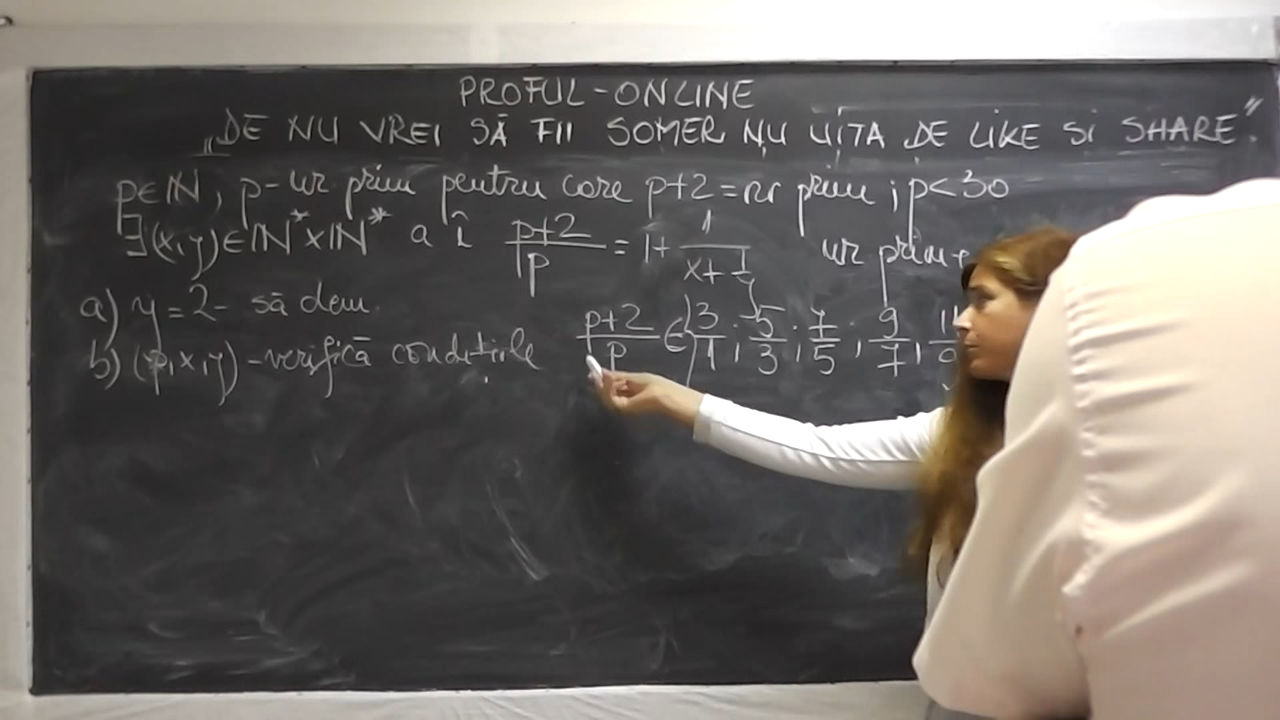 PROFUL-ONLINE
„DE NU VREI SĂ FII SOMER NU UITA DE LIKE SI SHARE."
p∈ℕ, p-nr prim pentru care p+2=nr prim ; p<30
∃(x,y)∈ℕ*×ℕ* a î (p+2)/p = 1+ 1/(x+1/y) nr prim
a) y=2- să dem
b) (p,x,y)-verifică condițiile (p+2)/p ∈ { 3/1 ; 5/3 ; 7/5 ; 9/7 ,